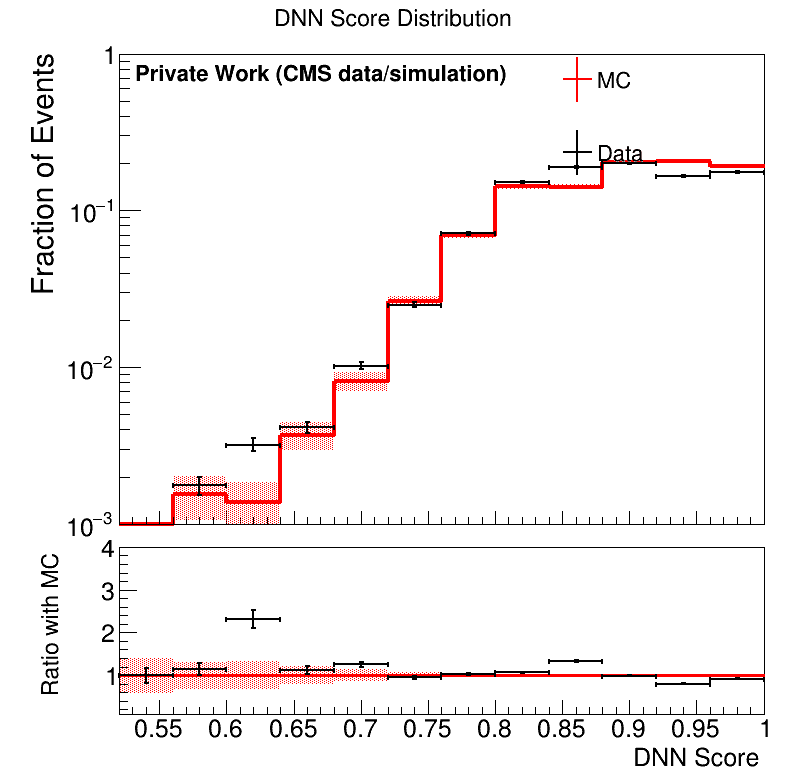 DNN Score Distribution
Private Work (CMS data/simulation)
MC
Data
Fraction of Events
1
10⁻¹
10⁻²
10⁻³
Ratio with MC
4
3
2
1
0.55 0.6 0.65 0.7 0.75 0.8 0.85 0.9 0.95 1
DNN Score